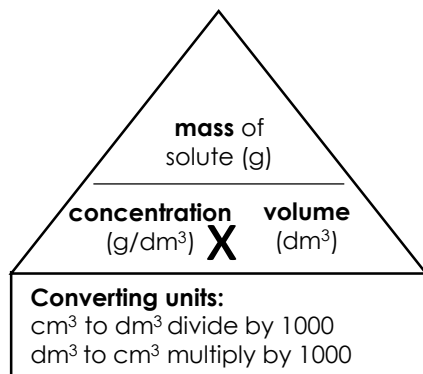 mass of
solute (g)
concentration volume
(g/dm³) X (dm³)
Converting units:
cm³ to dm³ divide by 1000
dm³ to cm³ multiply by 1000